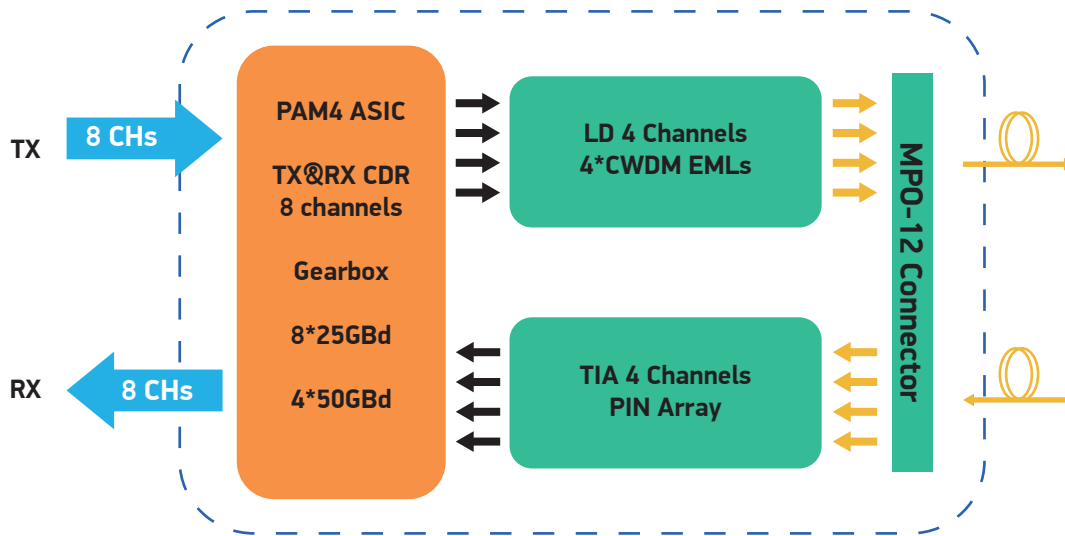 TX
8 CHs
PAM4 ASIC
TX@RX CDR
8 channels
Gearbox
8*25GBd
4*50GBd
LD 4 Channels
4*CWDM EMLs
MPO-12 Connector
RX
8 CHs
TIA 4 Channels
PIN Array